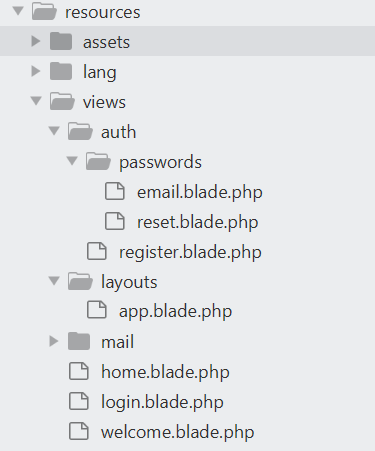 resources
assets
lang
views
auth
passwords
email.blade.php
reset.blade.php
register.blade.php
layouts
app.blade.php
mail
home.blade.php
login.blade.php
welcome.blade.php